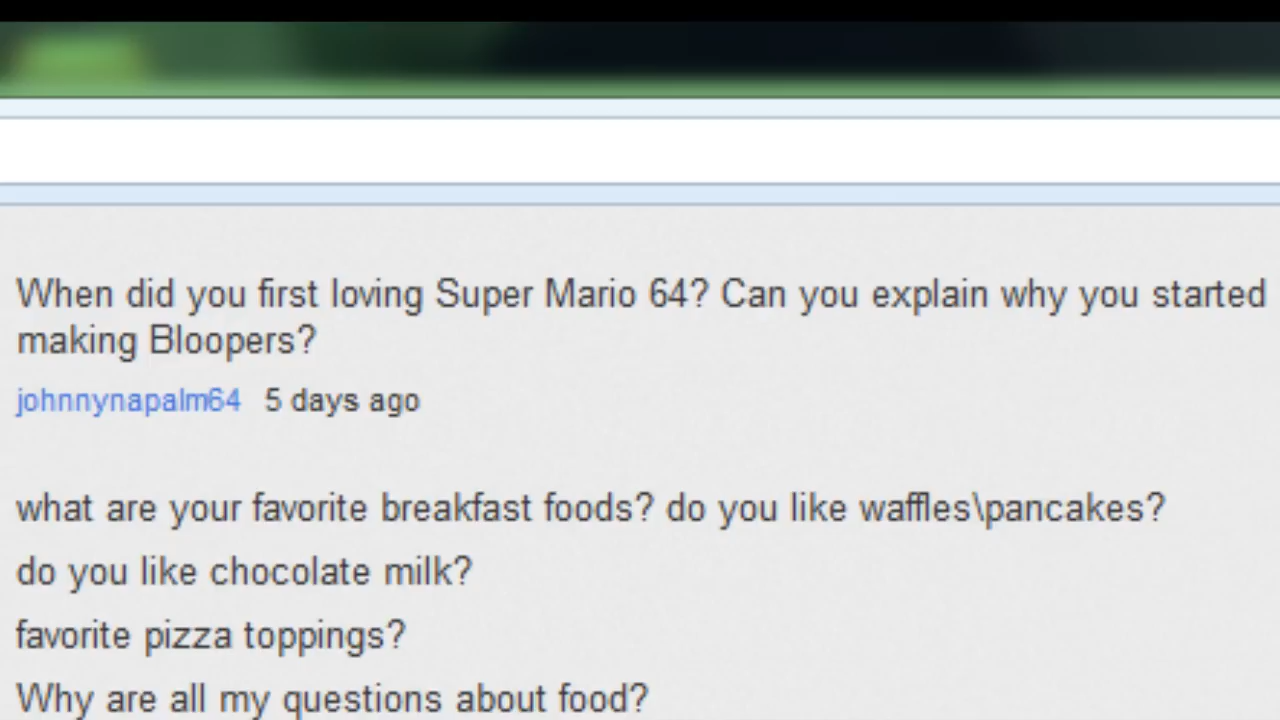 When did you first loving Super Mario 64? Can you explain why you started
making Bloopers?
johnnynapalm64 5 days ago
what are your favorite breakfast foods? do you like waffles\pancakes?
do you like chocolate milk?
favorite pizza toppings?
Why are all my questions about food?